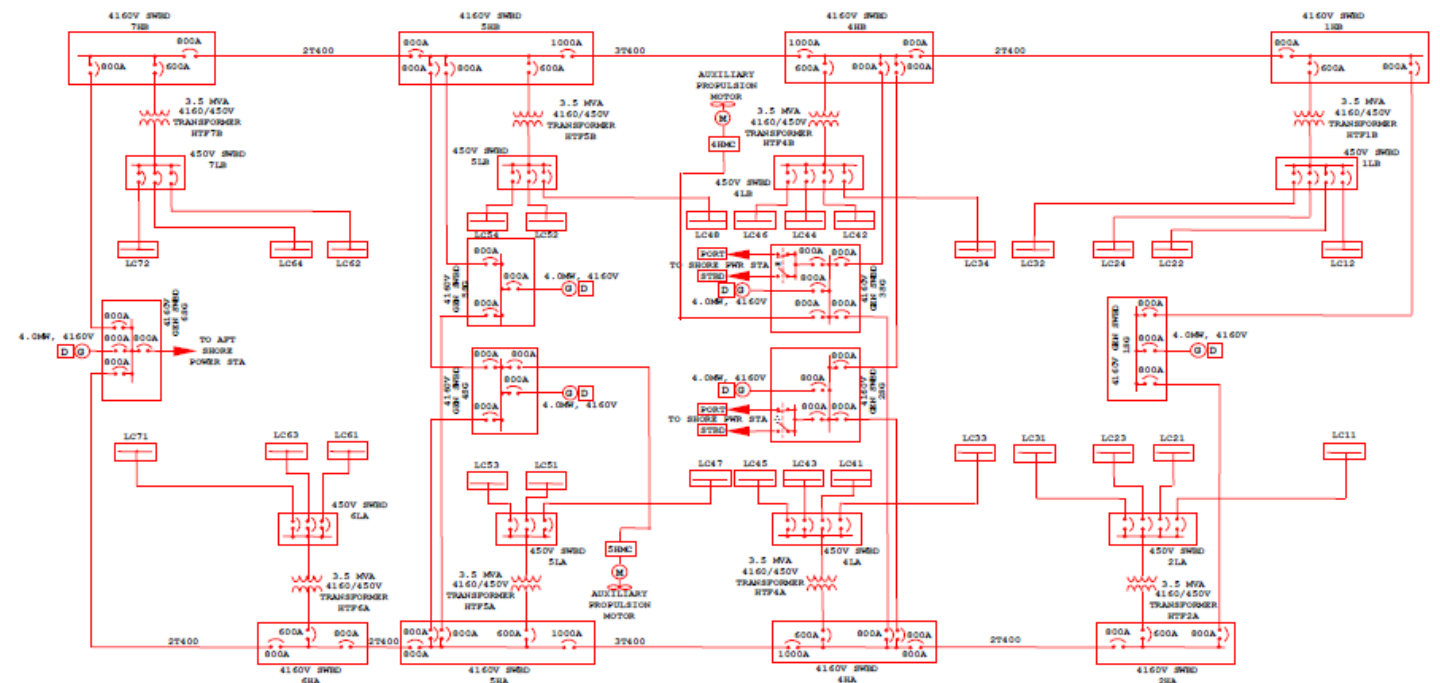 4160V SWBD
7HB
4160V SWBD
5HB
4160V SWBD
4HB
4160V SWBD
1HB
800A
2T400
800A
1000A
3T400
1000A
800A
2T400
800A
800A
600A
800A
800A
600A
600A
800A
800A
600A
800A
AUXILIARY
PROPULSION
MOTOR
M
4HMC
3.5 MVA
4160/450V
TRANSFORMER
HTF7B
3.5 MVA
4160/450V
TRANSFORMER
HTF5B
3.5 MVA
4160/450V
TRANSFORMER
HTF4B
3.5 MVA
4160/450V
TRANSFORMER
HTF1B
450V SWBD
7LB
450V SWBD
5LB
450V SWBD
4LB
450V SWBD
1LB
LC72
LC64
LC62
LC54
LC52
LC48
LC46
LC44
LC42
LC34
LC32
LC24
LC22
LC12
4160V
GEN SWBD
6SG
800A
800A
800A
800A
4.0MW, 4160V
D
G
TO AFT
SHORE
POWER STA
4160V
GEN SWBD
800A
800A
800A
4.0MW, 4160V
G
D
PORT
TO SHORE PWR STA
STBD
D
G
4.0MW, 4160V
800A
800A
800A
800A
800A
4160V
GEN SWBD
3SG
4160V GEN SWBD
1SG
800A
800A
800A
4.0MW, 4160V
G
D
4160V
GEN SWBD
4SG
800A
800A
800A
800A
G
D
4.0MW, 4160V
4.0MW, 4160V
D
G
PORT
TO SHORE PWR STA
STBD
800A
800A
800A
800A
4160V
GEN SWBD
2SG
LC71
LC63
LC61
LC53
LC51
LC47
LC45
LC43
LC41
LC33
LC31
LC23
LC21
LC11
450V SWBD
6LA
450V SWBD
5LA
450V SWBD
4LA
450V SWBD
2LA
5HMC
M
AUXILIARY
PROPULSION
MOTOR
3.5 MVA
4160/450V
TRANSFORMER
HTF6A
3.5 MVA
4160/450V
TRANSFORMER
HTF5A
3.5 MVA
4160/450V
TRANSFORMER
HTF4A
3.5 MVA
4160/450V
TRANSFORMER
HTF2A
2T400
600A
800A
800A
2T400
800A
800A
800A
600A
1000A
3T400
600A
1000A
800A
800A
800A
2T400
800A
600A
800A
4160V SWBD
6HA
4160V SWBD
5HA
4160V SWBD
4HA
4160V SWBD
2HA